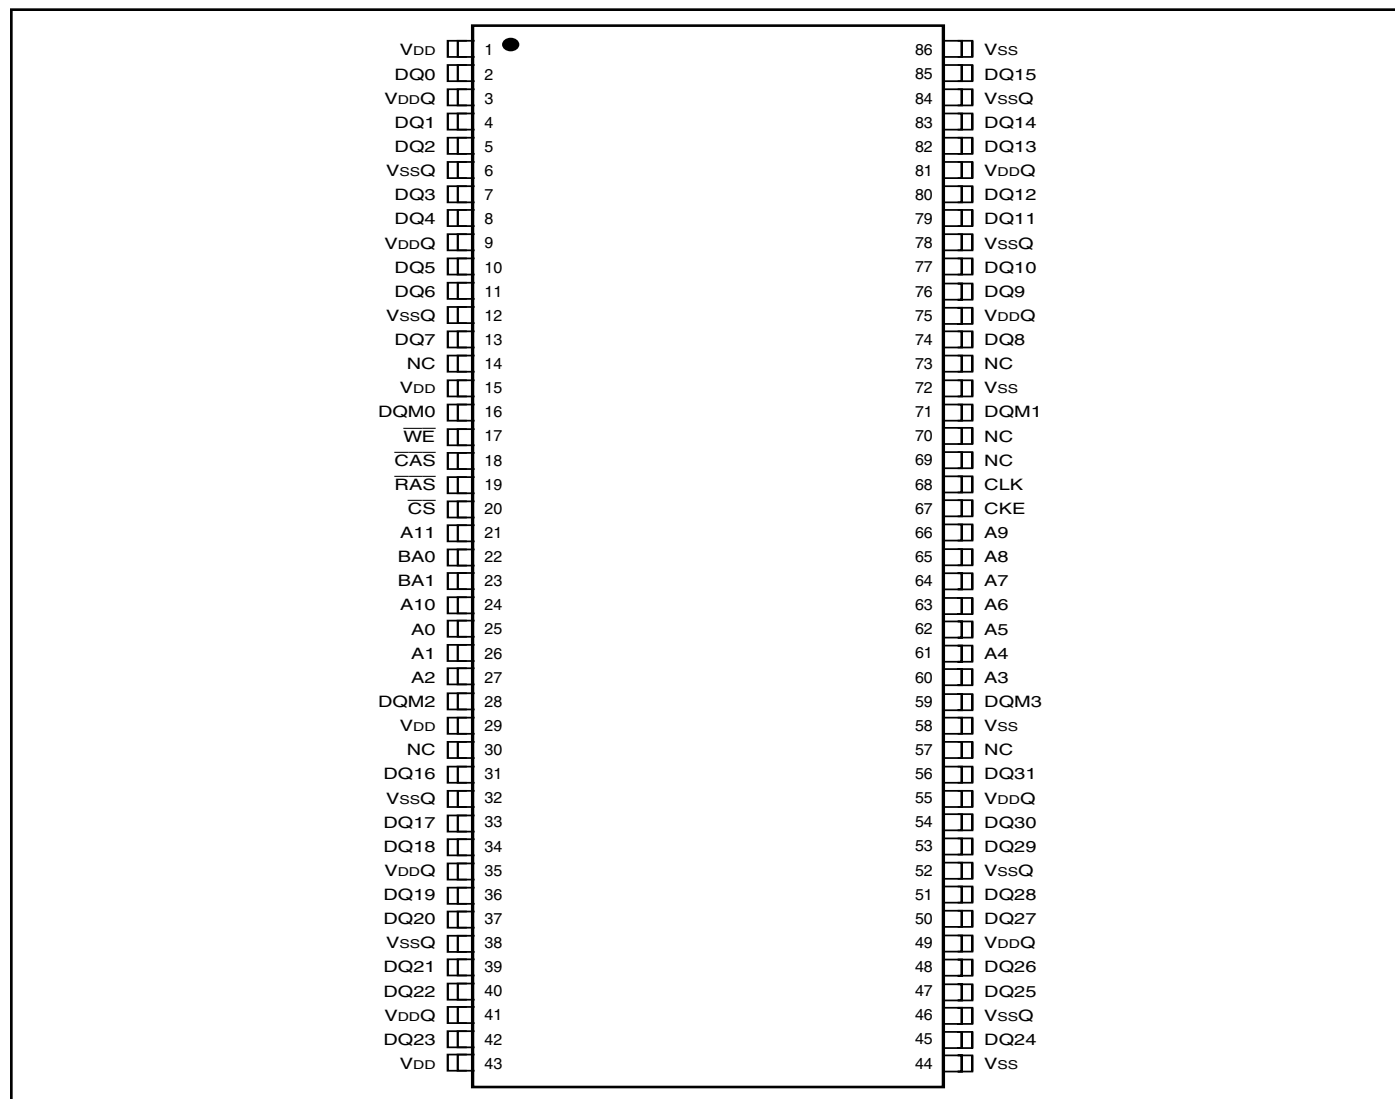 VDD 1 86 VSS
DQ0 2 85 DQ15
VDDQ 3 84 VSSQ
DQ1 4 83 DQ14
DQ2 5 82 DQ13
VSSQ 6 81 VDDQ
DQ3 7 80 DQ12
DQ4 8 79 DQ11
VDDQ 9 78 VSSQ
DQ5 10 77 DQ10
DQ6 11 76 DQ9
VSSQ 12 75 VDDQ
DQ7 13 74 DQ8
NC 14 73 NC
VDD 15 72 VSS
DQM0 16 71 DQM1
W̅E̅ 17 70 NC
C̅A̅S̅ 18 69 NC
R̅A̅S̅ 19 68 CLK
C̅S̅ 20 67 CKE
A11 21 66 A9
BA0 22 65 A8
BA1 23 64 A7
A10 24 63 A6
A0 25 62 A5
A1 26 61 A4
A2 27 60 A3
DQM2 28 59 DQM3
VDD 29 58 VSS
NC 30 57 NC
DQ16 31 56 DQ31
VSSQ 32 55 VDDQ
DQ17 33 54 DQ30
DQ18 34 53 DQ29
VDDQ 35 52 VSSQ
DQ19 36 51 DQ28
DQ20 37 50 DQ27
VSSQ 38 49 VDDQ
DQ21 39 48 DQ26
DQ22 40 47 DQ25
VDDQ 41 46 VSSQ
DQ23 42 45 DQ24
VDD 43 44 VSS